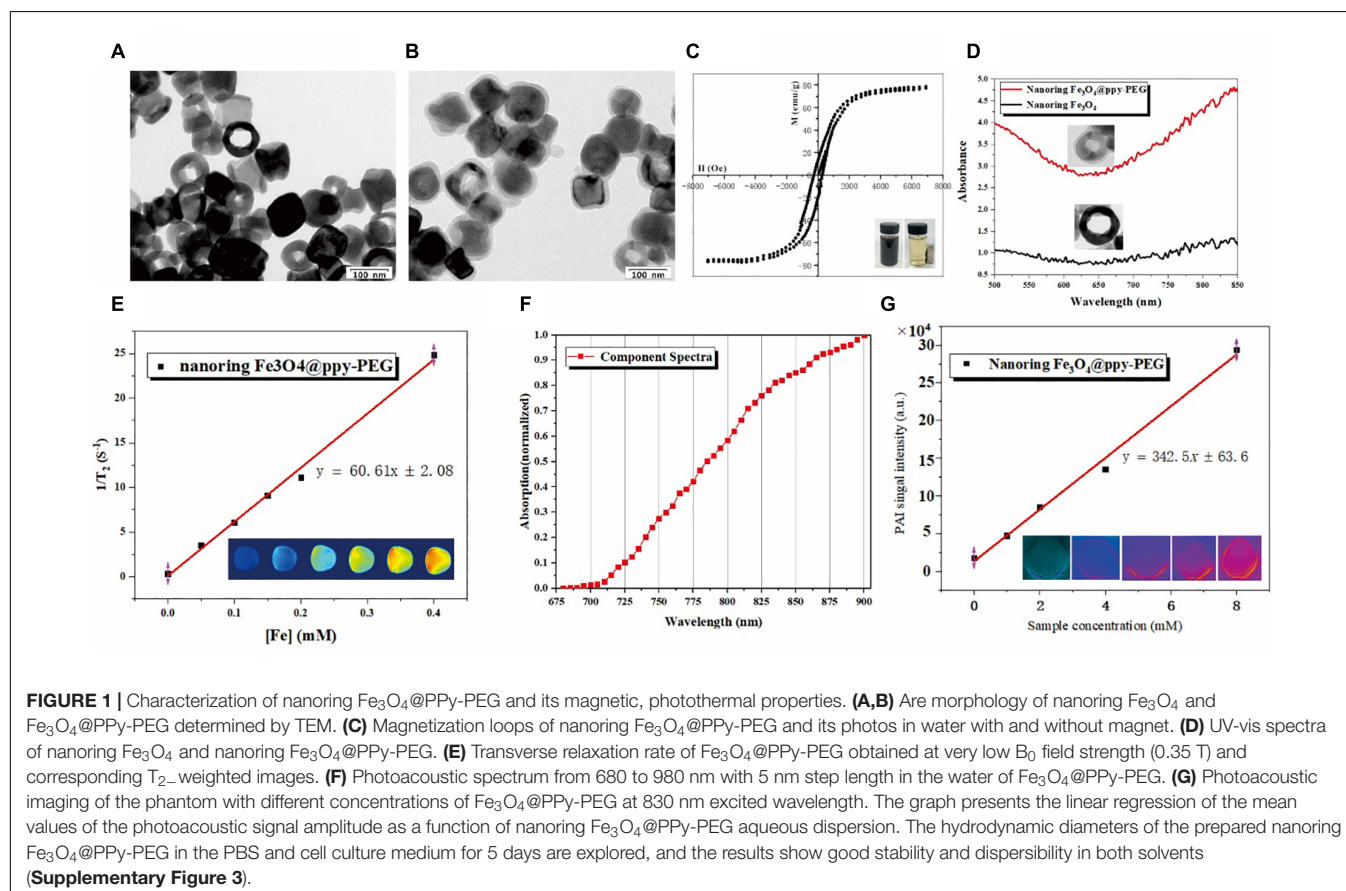 A
B
C
D
100 nm
100 nm
M (emu/g)
80
60
40
20
0
-20
-40
-60
-80
H (Oe)
-8000 -6000 -4000 -2000 0 2000 4000 6000 8000
Nanoring Fe₃O₄@ppy-PEG
Nanoring Fe₃O₄
Absorbance
5.0
4.5
4.0
3.5
3.0
2.5
2.0
1.5
1.0
0.5
500 550 600 650 700 750 800 850
Wavelength (nm)
E
F
G
nanoring Fe3O4@ppy-PEG
1/T₂ (S⁻¹)
25
20
15
10
5
0
y = 60.61x ± 2.08
0.0 0.1 0.2 0.3 0.4
[Fe] (mM)
Component Spectra
Absorption(normalized)
1.0
0.9
0.8
0.7
0.6
0.5
0.4
0.3
0.2
0.1
0.0
675 700 725 750 775 800 825 850 875 900
Wavelength (nm)
×10⁴
Nanoring Fe₃O₄@ppy-PEG
PAI singal intensity (a.u.)
30
25
20
15
10
5
0
y = 342.5x ± 63.6
0 2 4 6 8
Sample concentration (mM)
FIGURE 1 | Characterization of nanoring Fe₃O₄@PPy-PEG and its magnetic, photothermal properties. (A,B) Are morphology of nanoring Fe₃O₄ and
Fe₃O₄@PPy-PEG determined by TEM. (C) Magnetization loops of nanoring Fe₃O₄@PPy-PEG and its photos in water with and without magnet. (D) UV-vis spectra
of nanoring Fe₃O₄ and nanoring Fe₃O₄@PPy-PEG. (E) Transverse relaxation rate of Fe₃O₄@PPy-PEG obtained at very low B₀ field strength (0.35 T) and
corresponding T₂₋weighted images. (F) Photoacoustic spectrum from 680 to 980 nm with 5 nm step length in the water of Fe₃O₄@PPy-PEG. (G) Photoacoustic
imaging of the phantom with different concentrations of Fe₃O₄@PPy-PEG at 830 nm excited wavelength. The graph presents the linear regression of the mean
values of the photoacoustic signal amplitude as a function of nanoring Fe₃O₄@PPy-PEG aqueous dispersion. The hydrodynamic diameters of the prepared nanoring
Fe₃O₄@PPy-PEG in the PBS and cell culture medium for 5 days are explored, and the results show good stability and dispersibility in both solvents
(Supplementary Figure 3).